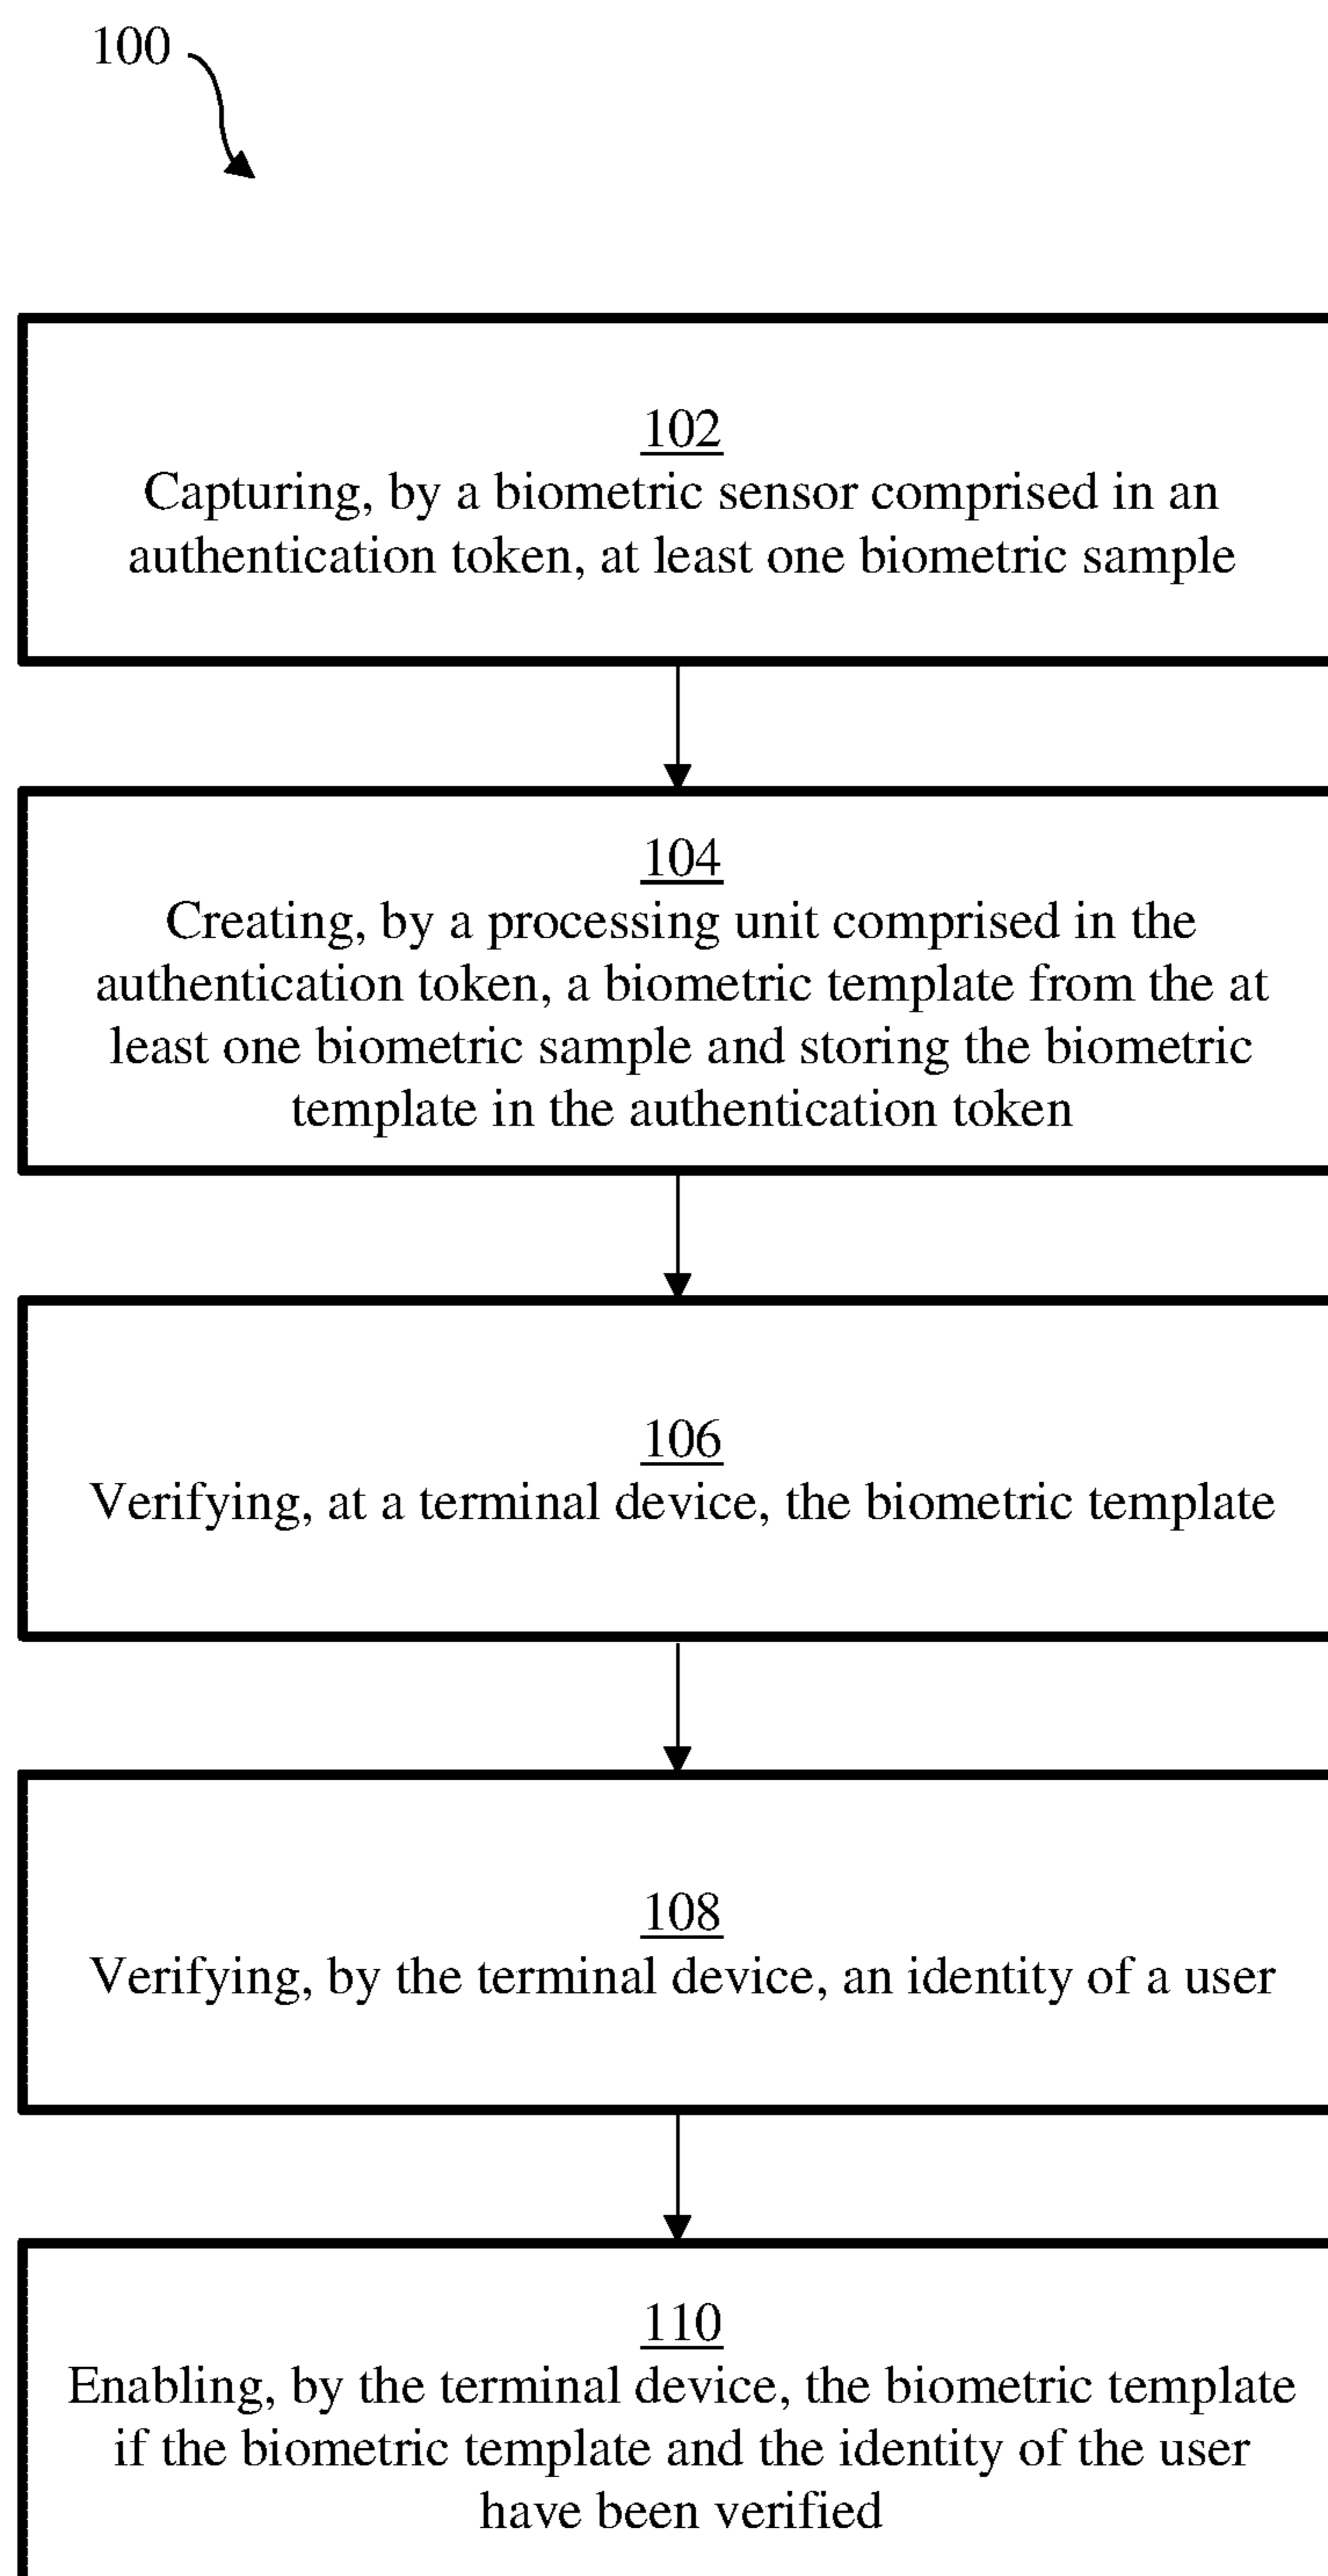 100
102
Capturing, by a biometric sensor comprised in an
authentication token, at least one biometric sample
104
Creating, by a processing unit comprised in the
authentication token, a biometric template from the at
least one biometric sample and storing the biometric
template in the authentication token
106
Verifying, at a terminal device, the biometric template
108
Verifying, by the terminal device, an identity of a user
110
Enabling, by the terminal device, the biometric template
if the biometric template and the identity of the user
have been verified